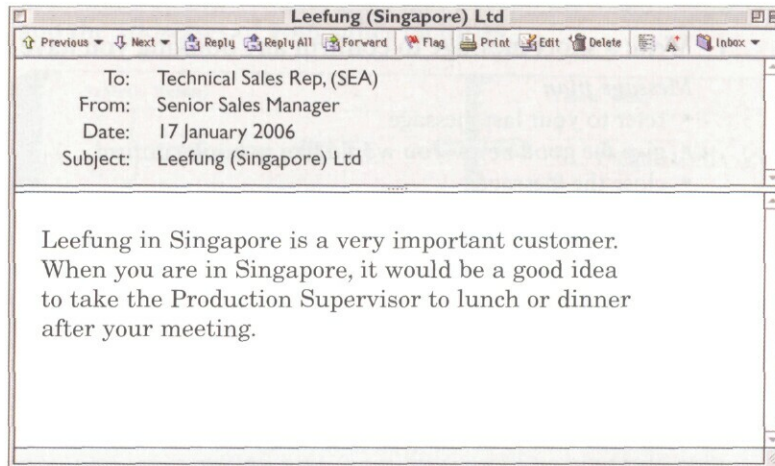 Leefung (Singapore) Ltd
Previous Next Reply Reply All Forward Flag Print Edit Delete Inbox
To: Technical Sales Rep, (SEA)
From: Senior Sales Manager
Date: 17 January 2006
Subject: Leefung (Singapore) Ltd
Leefung in Singapore is a very important customer.
When you are in Singapore, it would be a good idea
to take the Production Supervisor to lunch or dinner
after your meeting.